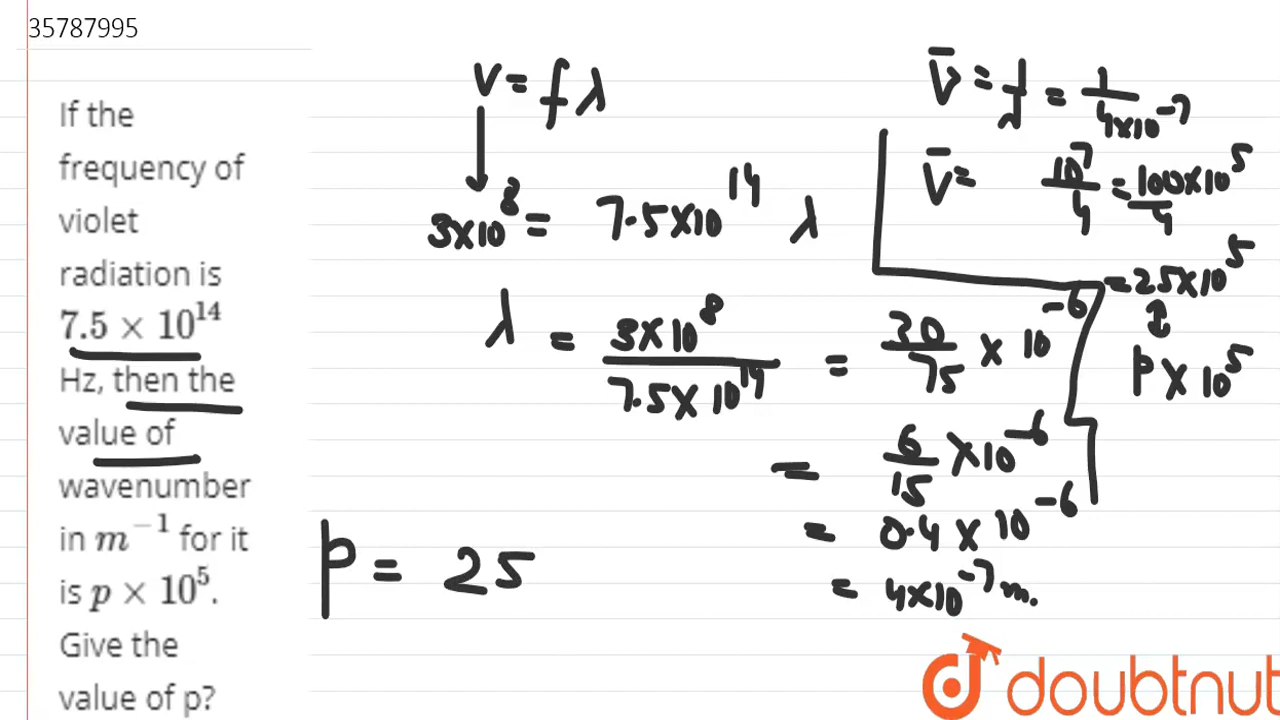 35787995
If the
frequency of
violet
radiation is
7.5 × 10^14
Hz, then the
value of
wavenumber
in m^−1 for it
is p × 10^5.
Give the
value of p?
v = fλ
3×10^8 = 7.5×10^14 λ
λ = 3×10^8 / 7.5×10^14 = 30/75 × 10^-6
= 6/15 ×10^-6
= 0.4 × 10^-6
= 4×10^-7 m.
V̄ = 1/λ = 1/4×10^-7
V̄ = 10^7/4 = 100×10^5/4
= 25×10^5
↕
p × 10^5
p = 25
doubtnut